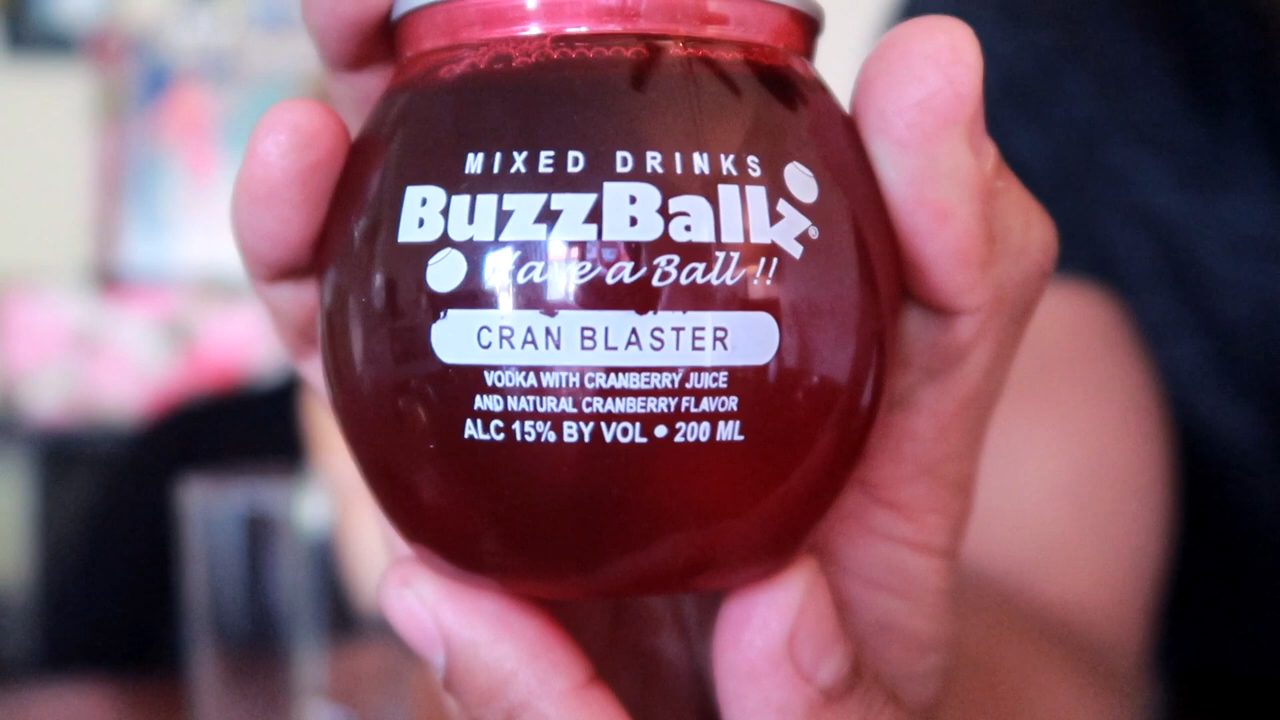 MIXED DRINKS
BuzzBallz®
Have a Ball !!
CRAN BLASTER
VODKA WITH CRANBERRY JUICE
AND NATURAL CRANBERRY FLAVOR
ALC 15% BY VOL • 200 ML